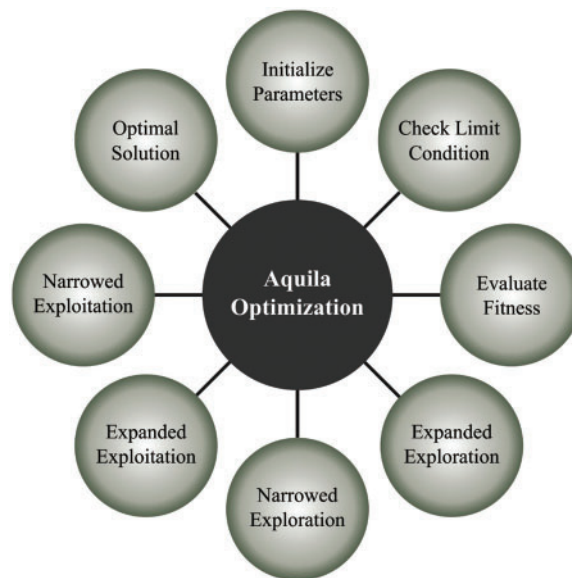 Initialize
Parameters
Check Limit
Condition
Evaluate
Fitness
Expanded
Exploration
Narrowed
Exploration
Expanded
Exploitation
Narrowed
Exploitation
Optimal
Solution
Aquila
Optimization